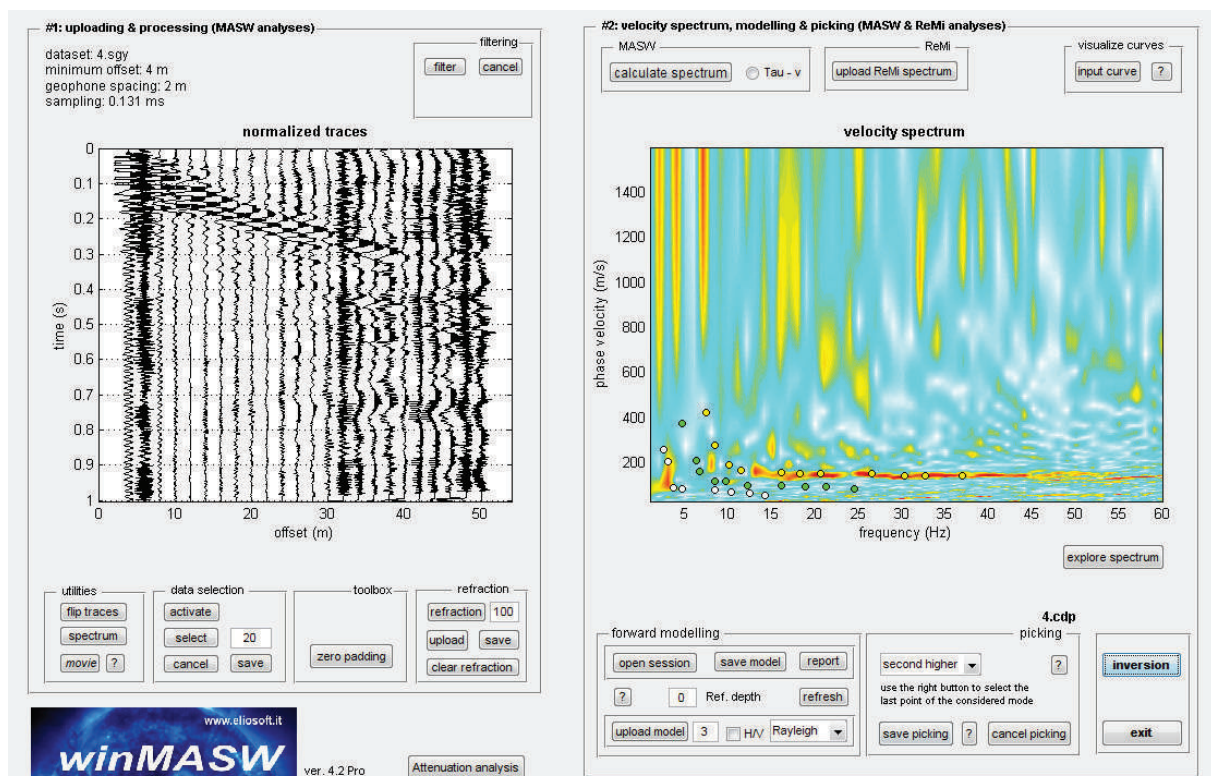 #1: uploading & processing (MASW analyses)
dataset: 4.sgy
minimum offset: 4 m
geophone spacing: 2 m
sampling: 0.131 ms
filtering
filter cancel
normalized traces
0
0.1
0.2
0.3
0.4
0.5
0.6
0.7
0.8
0.9
1
time (s)
0 10 20 30 40 50
offset (m)
utilities
flip traces
spectrum
movie ?
data selection
activate
select 20
cancel save
toolbox
zero padding
refraction
refraction 100
upload save
clear refraction
www.eliosoft.it
winMASW
ver. 4.2 Pro
Attenuation analysis
#2: velocity spectrum, modelling & picking (MASW & ReMi analyses)
MASW
calculate spectrum Tau - v
ReMi
upload ReMi spectrum
visualize curves
input curve ?
velocity spectrum
1400
1200
1000
800
600
400
200
phase velocity (m/s)
5 10 15 20 25 30 35 40 45 50 55 60
frequency (Hz)
explore spectrum
4.cdp
forward modelling
open session save model report
? 0 Ref. depth refresh
upload model 3 H/V Rayleigh
picking
second higher ?
use the right button to select the
last point of the considered mode
save picking ? cancel picking
inversion
exit